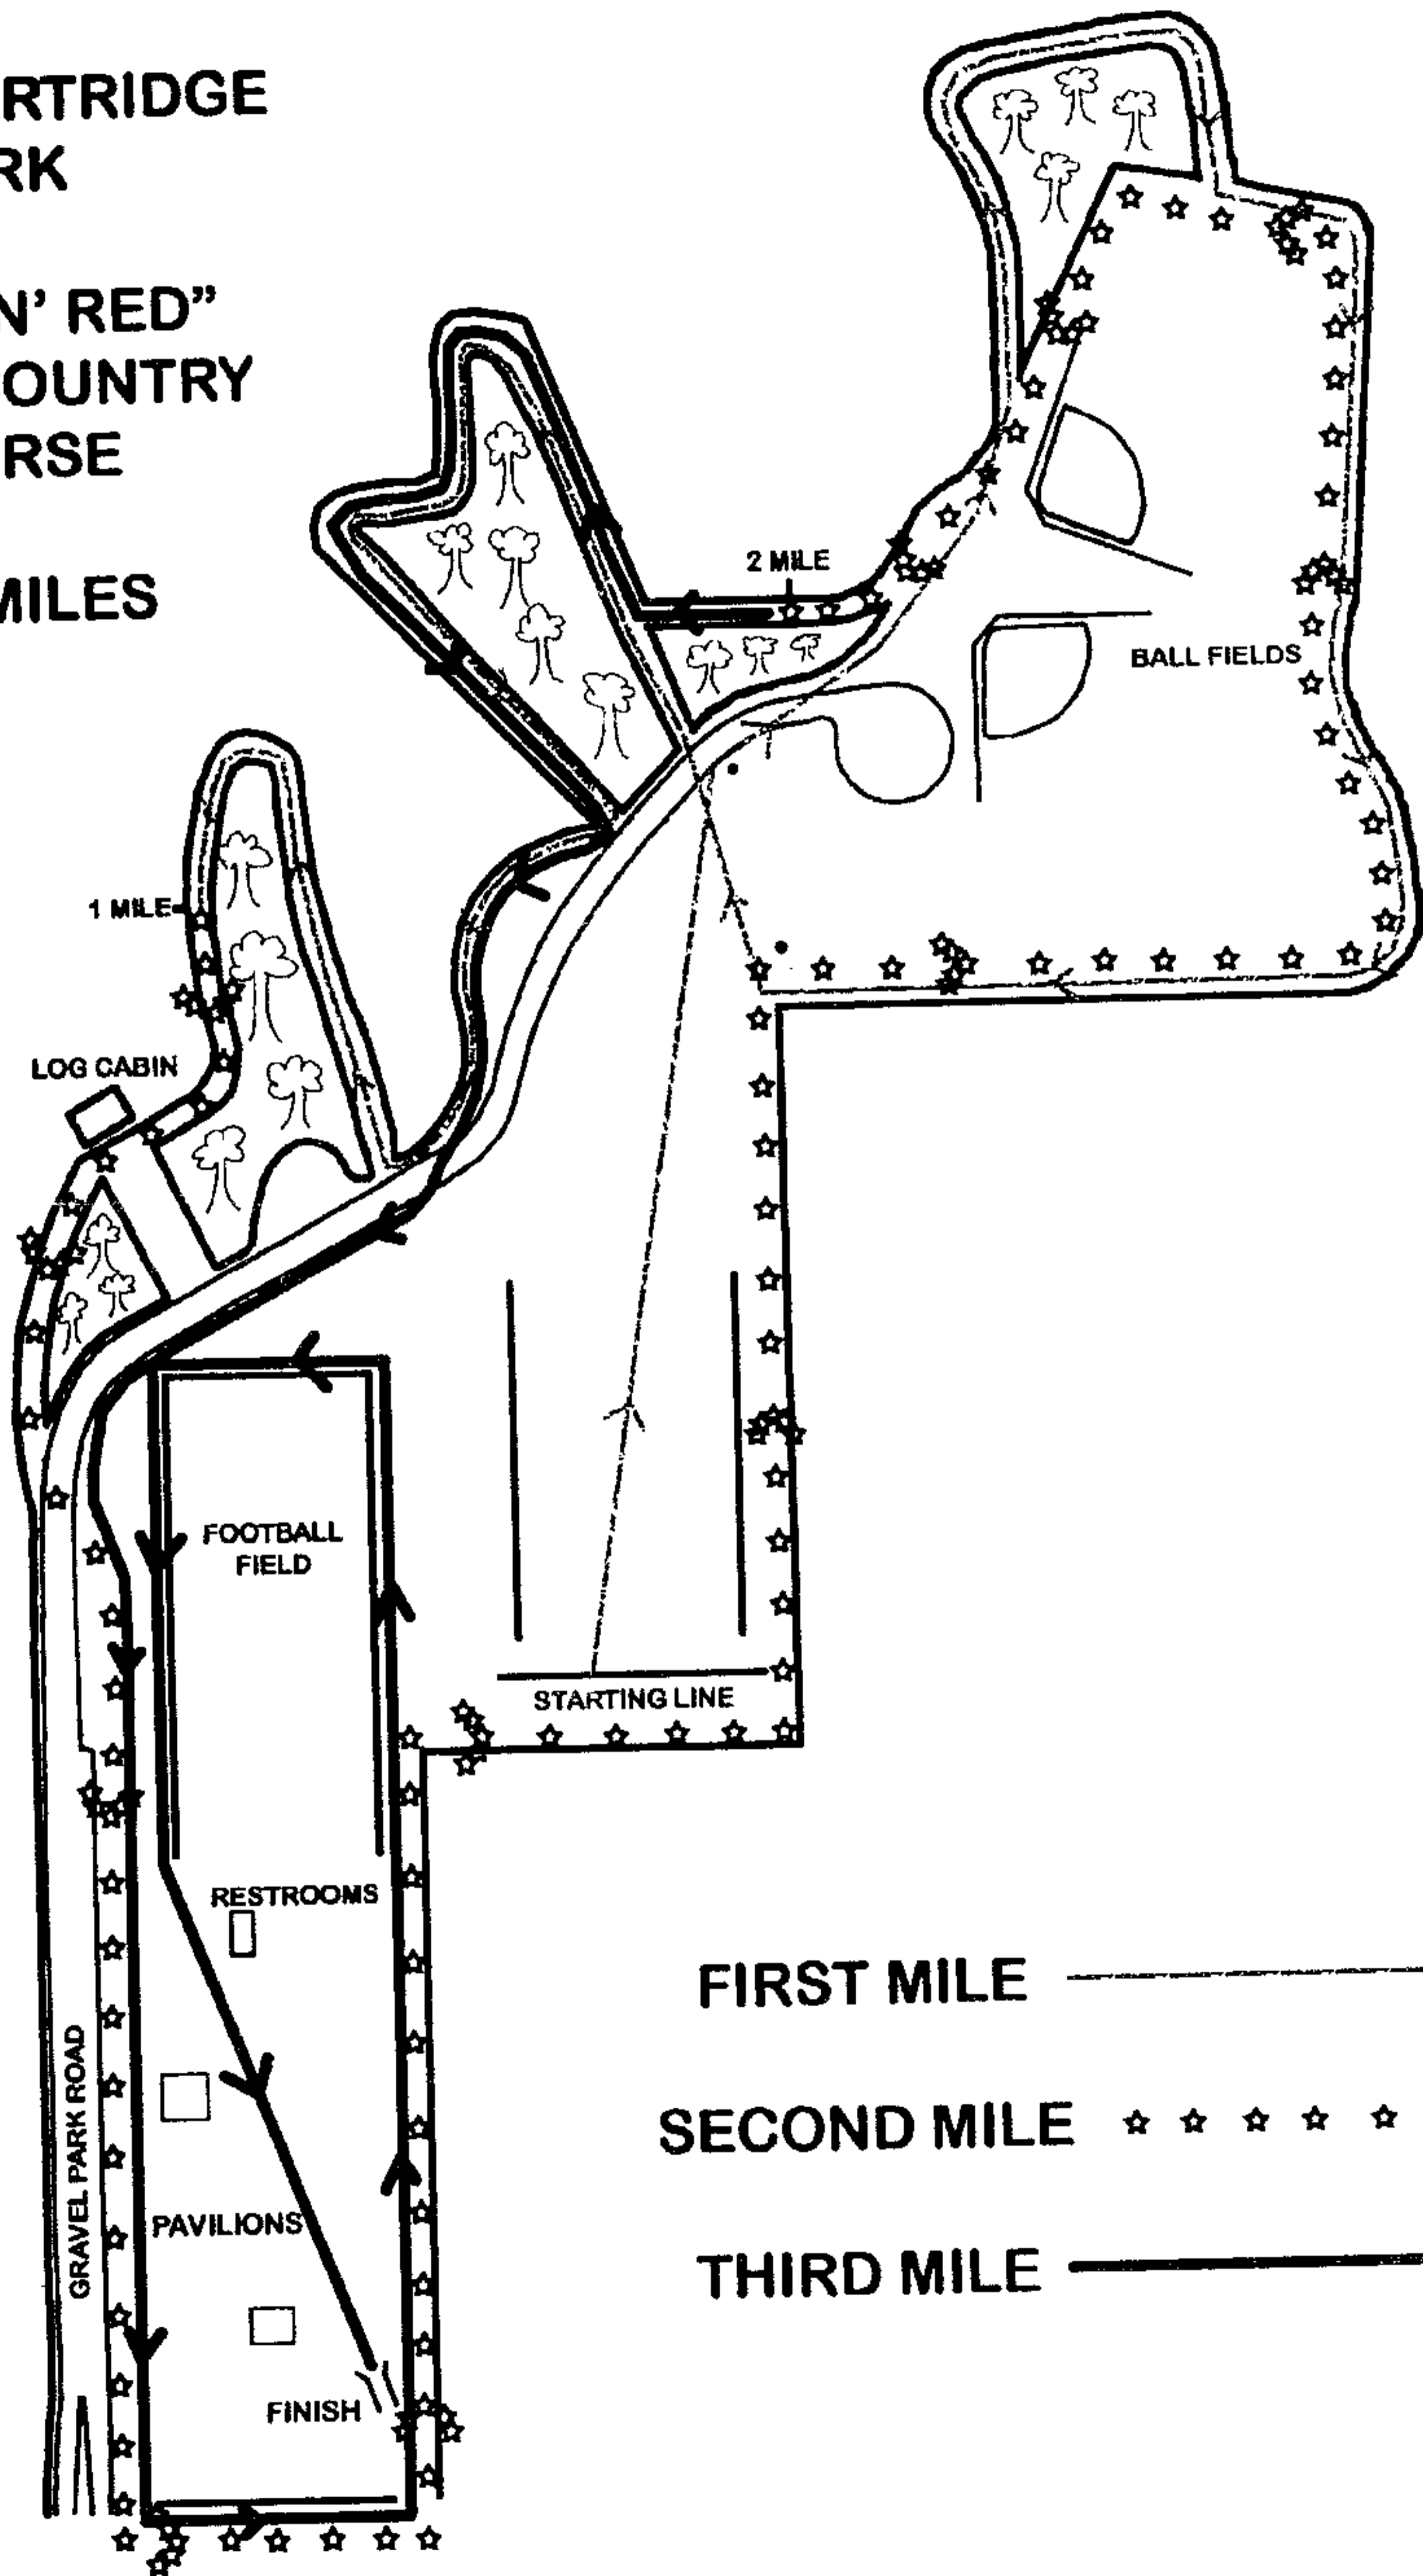 RTRIDGE
RK
N' RED”
OUNTRY
RSE
MILES
2 MILE
BALL FIELDS
1 MILE
LOG CABIN
FOOTBALL
FIELD
STARTING LINE
RESTROOMS
GRAVEL PARK ROAD
PAVILIONS
FINISH
FIRST MILE
SECOND MILE
THIRD MILE